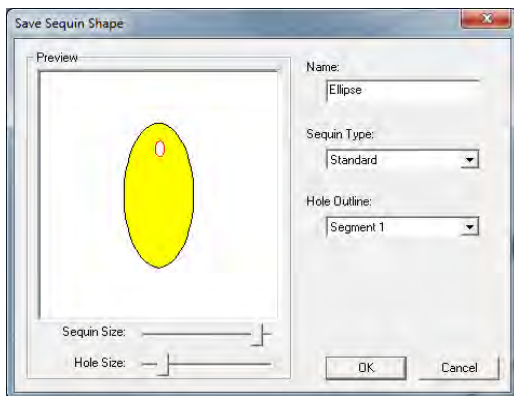 Save Sequin Shape
Preview
Name:
Ellipse
Sequin Type:
Standard
Hole Outline:
Segment 1
Sequin Size:
Hole Size:
OK
Cancel